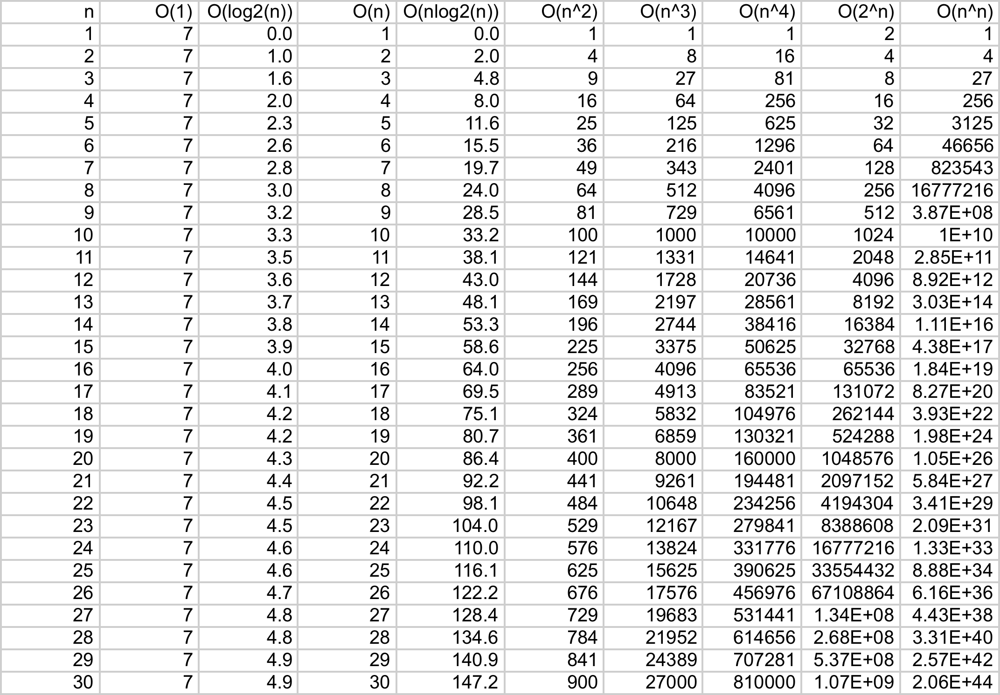 n O(1) O(log2(n)) O(n) O(nlog2(n)) O(n^2) O(n^3) O(n^4) O(2^n) O(n^n)
1 7 0.0 1 0.0 1 1 1 2 1
2 7 1.0 2 2.0 4 8 16 4 4
3 7 1.6 3 4.8 9 27 81 8 27
4 7 2.0 4 8.0 16 64 256 16 256
5 7 2.3 5 11.6 25 125 625 32 3125
6 7 2.6 6 15.5 36 216 1296 64 46656
7 7 2.8 7 19.7 49 343 2401 128 823543
8 7 3.0 8 24.0 64 512 4096 256 16777216
9 7 3.2 9 28.5 81 729 6561 512 3.87E+08
10 7 3.3 10 33.2 100 1000 10000 1024 1E+10
11 7 3.5 11 38.1 121 1331 14641 2048 2.85E+11
12 7 3.6 12 43.0 144 1728 20736 4096 8.92E+12
13 7 3.7 13 48.1 169 2197 28561 8192 3.03E+14
14 7 3.8 14 53.3 196 2744 38416 16384 1.11E+16
15 7 3.9 15 58.6 225 3375 50625 32768 4.38E+17
16 7 4.0 16 64.0 256 4096 65536 65536 1.84E+19
17 7 4.1 17 69.5 289 4913 83521 131072 8.27E+20
18 7 4.2 18 75.1 324 5832 104976 262144 3.93E+22
19 7 4.2 19 80.7 361 6859 130321 524288 1.98E+24
20 7 4.3 20 86.4 400 8000 160000 1048576 1.05E+26
21 7 4.4 21 92.2 441 9261 194481 2097152 5.84E+27
22 7 4.5 22 98.1 484 10648 234256 4194304 3.41E+29
23 7 4.5 23 104.0 529 12167 279841 8388608 2.09E+31
24 7 4.6 24 110.0 576 13824 331776 16777216 1.33E+33
25 7 4.6 25 116.1 625 15625 390625 33554432 8.88E+34
26 7 4.7 26 122.2 676 17576 456976 67108864 6.16E+36
27 7 4.8 27 128.4 729 19683 531441 1.34E+08 4.43E+38
28 7 4.8 28 134.6 784 21952 614656 2.68E+08 3.31E+40
29 7 4.9 29 140.9 841 24389 707281 5.37E+08 2.57E+42
30 7 4.9 30 147.2 900 27000 810000 1.07E+09 2.06E+44